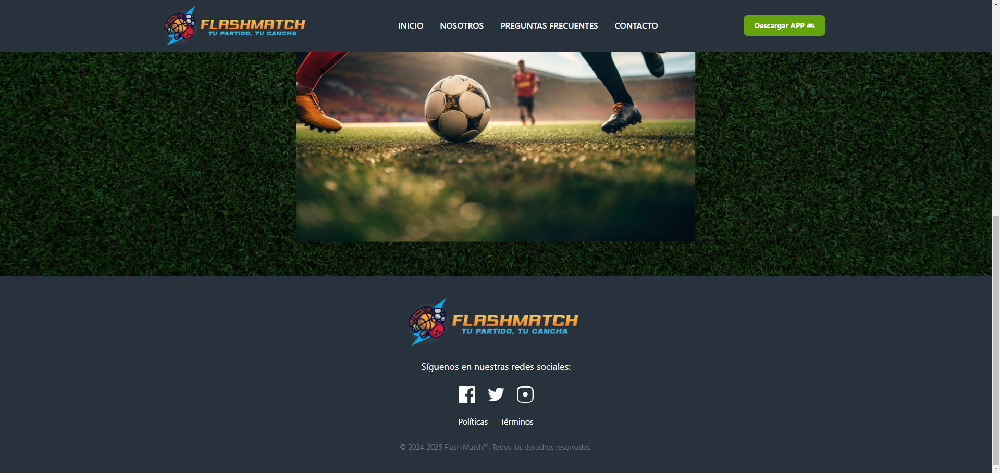 FLASHMATCH
TU PARTIDO, TU CANCHA
INICIO NOSOTROS PREGUNTAS FRECUENTES CONTACTO
Descargar APP
FLASHMATCH
TU PARTIDO, TU CANCHA
Síguenos en nuestras redes sociales:
Políticas Términos
© 2024-2025 Flash Match™. Todos los derechos reservados.